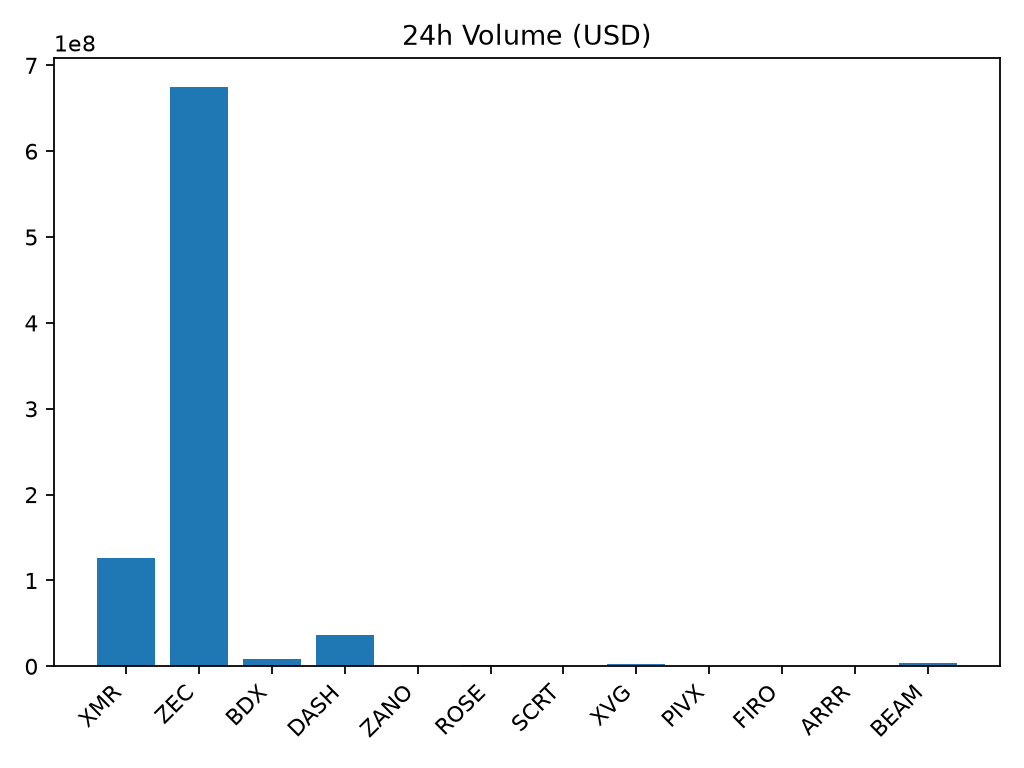 24h Volume (USD)
1e8
7
6
5
4
3
2
1
0
XMR
ZEC
BDX
DASH
ZANO
ROSE
SCRT
XVG
PIVX
FIRO
ARRR
BEAM